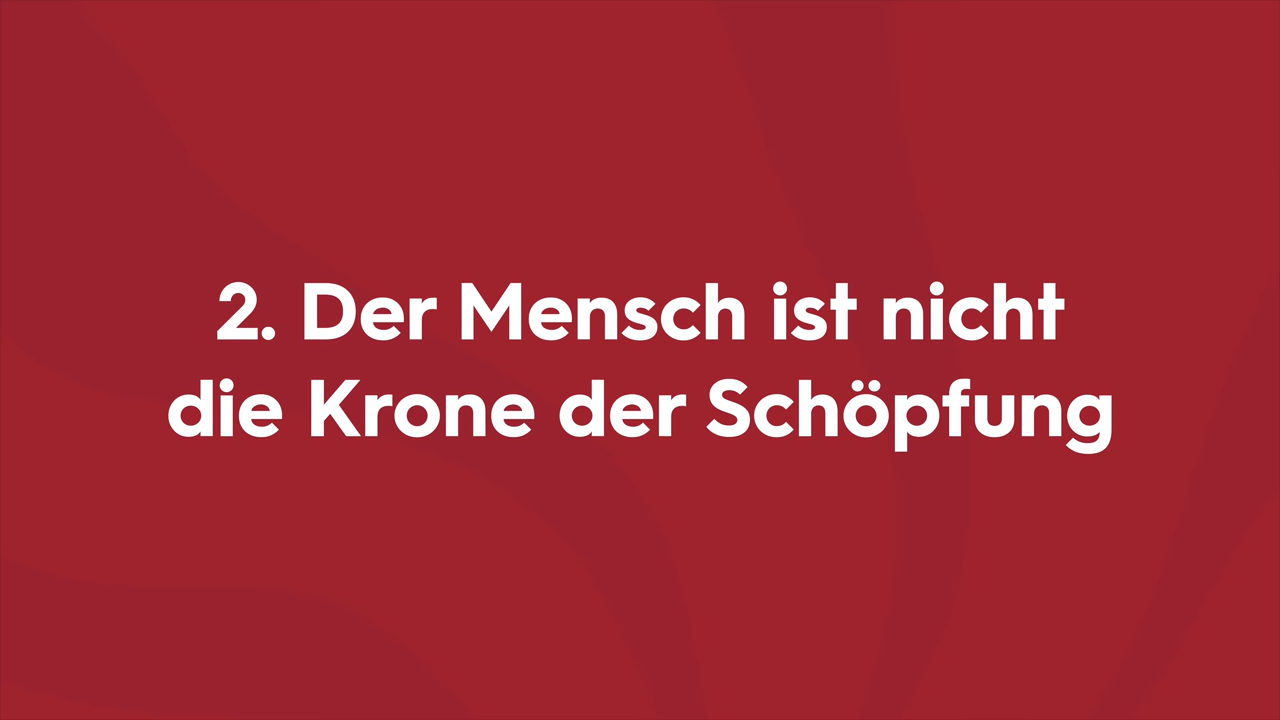 2. Der Mensch ist nicht
die Krone der Schöpfung